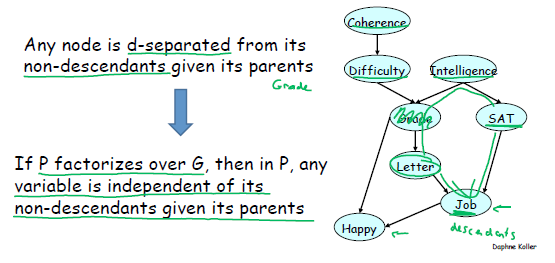 Any node is d-separated from its
non-descendants given its parents
Grade
If P factorizes over G, then in P, any
variable is independent of its
non-descendants given its parents
Coherence
Difficulty
Intelligence
Grade
SAT
Letter
Job
Happy
descendants
Daphne Koller